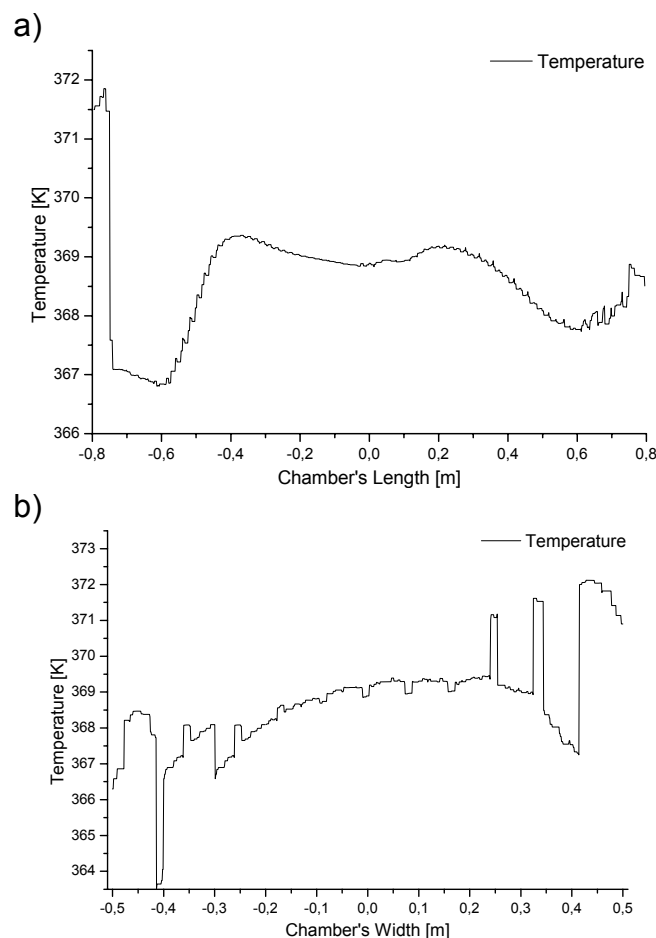 a)
Temperature
372
371
370
369
368
367
366
Temperature [K]
-0,8 -0,6 -0,4 -0,2 0,0 0,2 0,4 0,6 0,8
Chamber's Length [m]
b)
Temperature
373
372
371
370
369
368
367
366
365
364
Temperature [K]
-0,5 -0,4 -0,3 -0,2 -0,1 0,0 0,1 0,2 0,3 0,4 0,5
Chamber's Width [m]